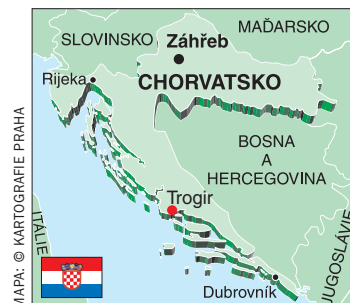 MAĎARSKO
SLOVINSKO
Záhřeb
Rijeka
CHORVATSKO
BOSNA
A
HERCEGOVINA
Trogir
Dubrovník
ITÁLIE
JUGOSLÁVIE
MAPA: © KARTOGRAFIE PRAHA